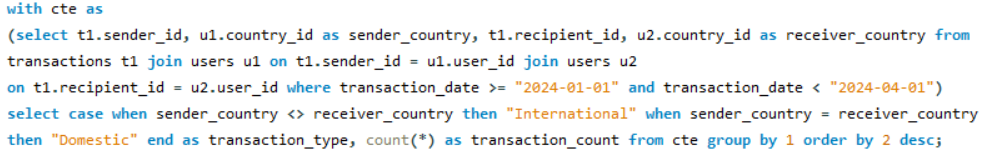 with cte as
(select t1.sender_id, u1.country_id as sender_country, t1.recipient_id, u2.country_id as receiver_country from
transactions t1 join users u1 on t1.sender_id = u1.user_id join users u2
on t1.recipient_id = u2.user_id where transaction_date >= "2024-01-01" and transaction_date < "2024-04-01")
select case when sender_country <> receiver_country then "International" when sender_country = receiver_country
then "Domestic" end as transaction_type, count(*) as transaction_count from cte group by 1 order by 2 desc;